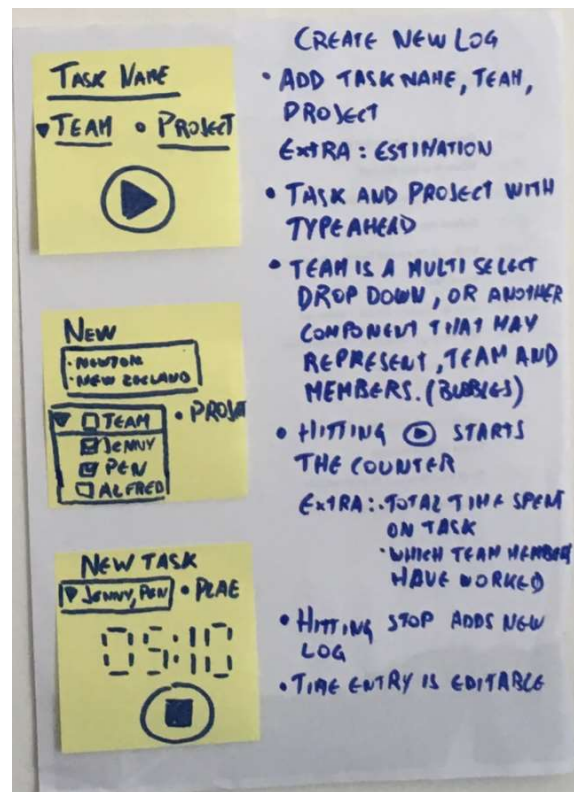 TASK NAME
▾TEAM • PROJECT
NEW
• NEWTON
• NEW ZEELAND
▾ ☐ TEAM • PROJET
☑ JENNY
☑ PEN
☐ ALFRED
NEW TASK
▾ JENNY, PEN • PLAE
05:10
CREATE NEW LOG
• ADD TASK NAME, TEAM,
PROJECT
EXTRA: ESTIMATION
• TASK AND PROJECT WITH
TYPEAHEAD
• TEAM IS A MULTI SELECT
DROP DOWN, OR ANOTHER
COMPONENT THAT MAY
REPRESENT, TEAM AND
MEMBERS. (BUBBLES)
• HITTING ▶ STARTS
THE COUNTER
EXTRA: • TOTAL TIME SPENT
ON TASK
• WHICH TEAM MEMBER
HAVE WORKED
• HITTING STOP ADDS NEW
LOG
• TIME ENTRY IS EDITABLE